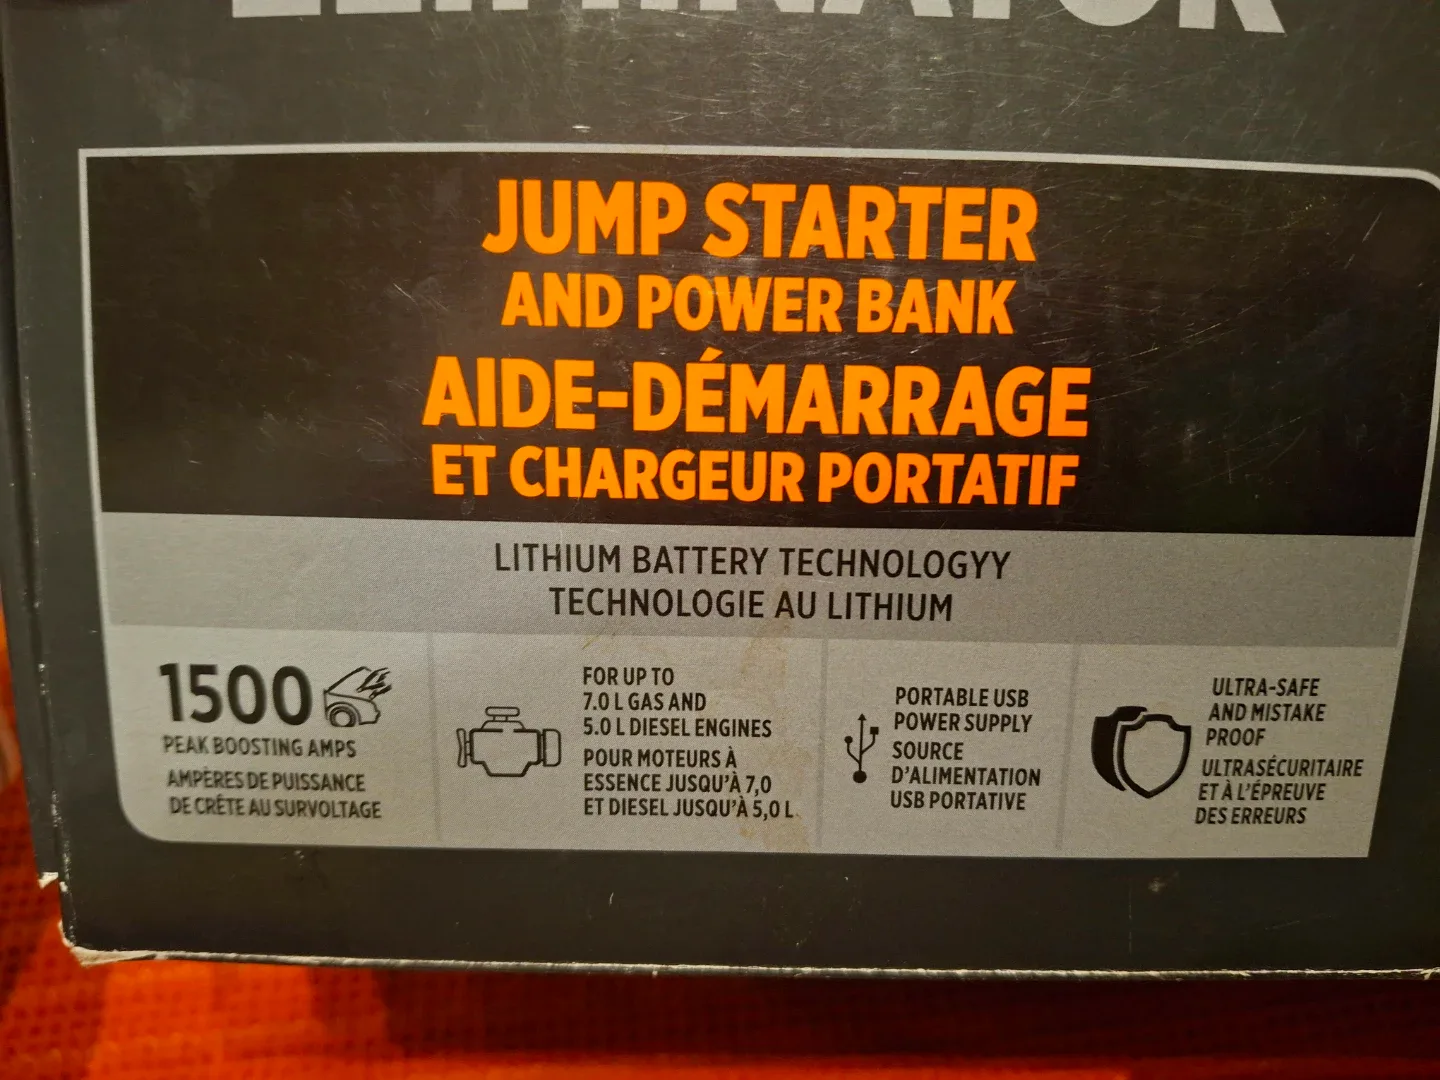 ELIMINATOR
JUMP STARTER
AND POWER BANK
AIDE-DÉMARRAGE
ET CHARGEUR PORTATIF
LITHIUM BATTERY TECHNOLOGYY
TECHNOLOGIE AU LITHIUM
1500
PEAK BOOSTING AMPS
AMPÈRES DE PUISSANCE
DE CRÊTE AU SURVOLTAGE
FOR UP TO
7.0 L GAS AND
5.0 L DIESEL ENGINES
POUR MOTEURS À
ESSENCE JUSQU'À 7,0
ET DIESEL JUSQU'À 5,0 L
PORTABLE USB
POWER SUPPLY
SOURCE
D'ALIMENTATION
USB PORTATIVE
ULTRA-SAFE
AND MISTAKE
PROOF
ULTRASÉCURITAIRE
ET À L'ÉPREUVE
DES ERREURS